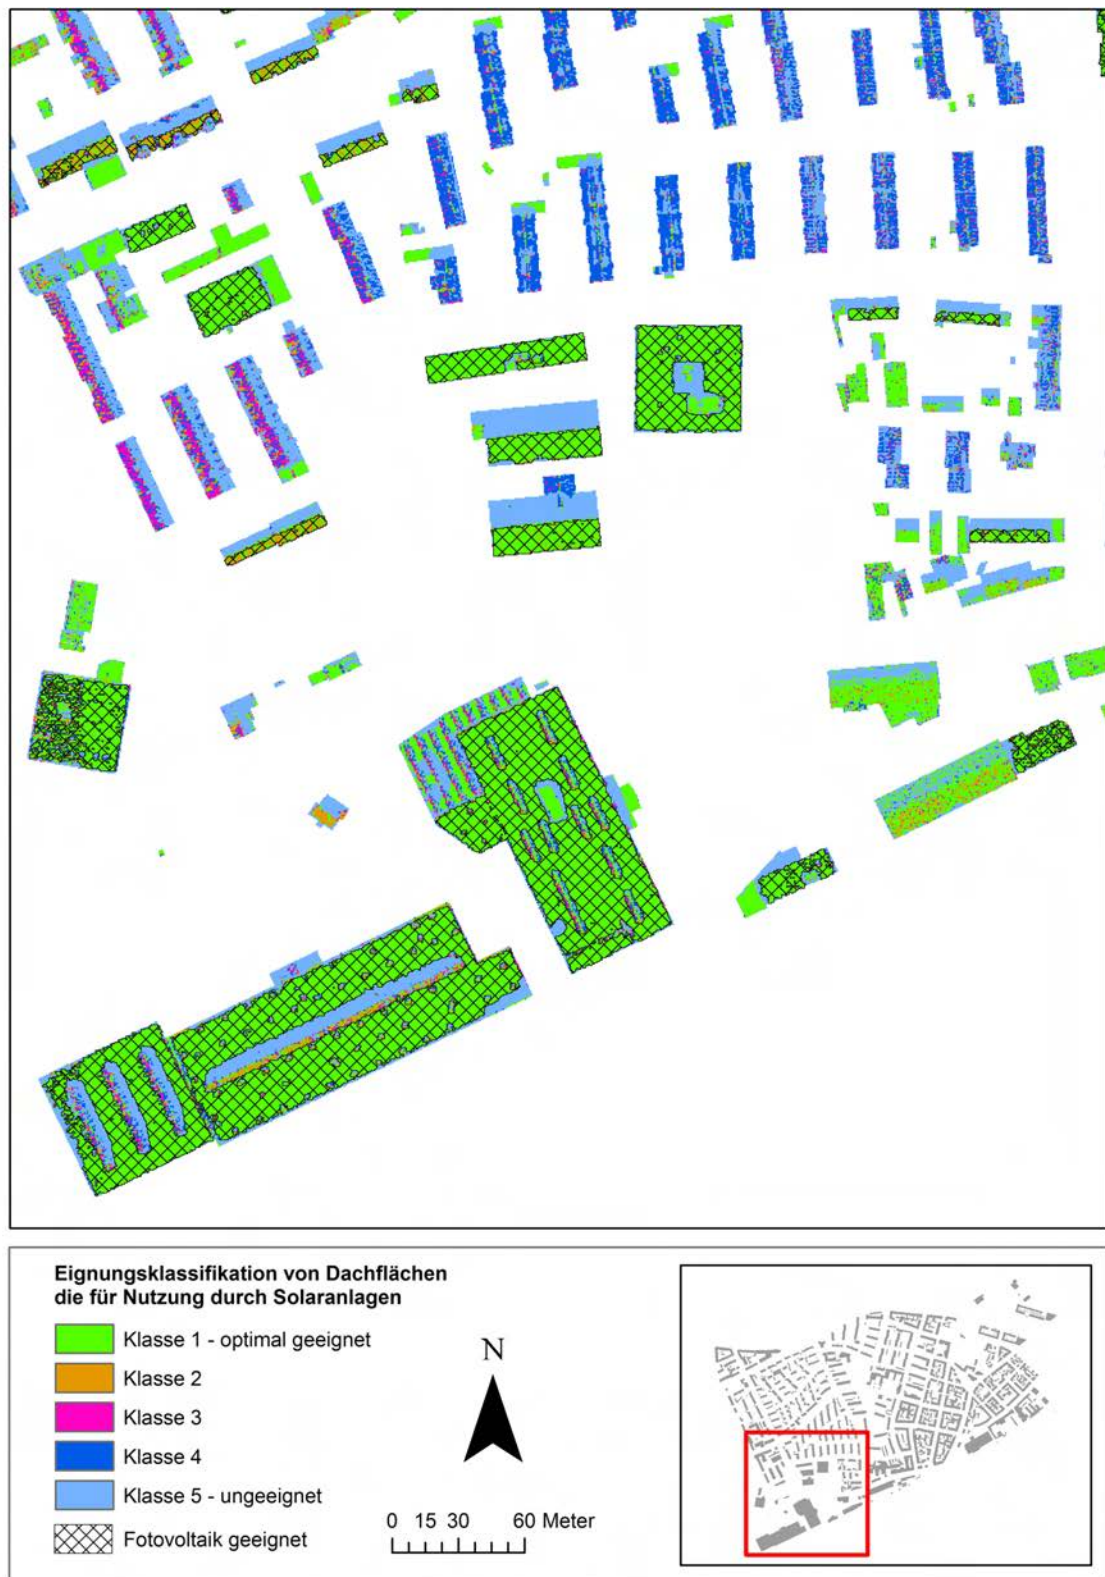 Eignungsklassifikation von Dachflächen
die für Nutzung durch Solaranlagen
Klasse 1 - optimal geeignet
Klasse 2
Klasse 3
Klasse 4
Klasse 5 - ungeeignet
Fotovoltaik geeignet
N
0 15 30 60 Meter